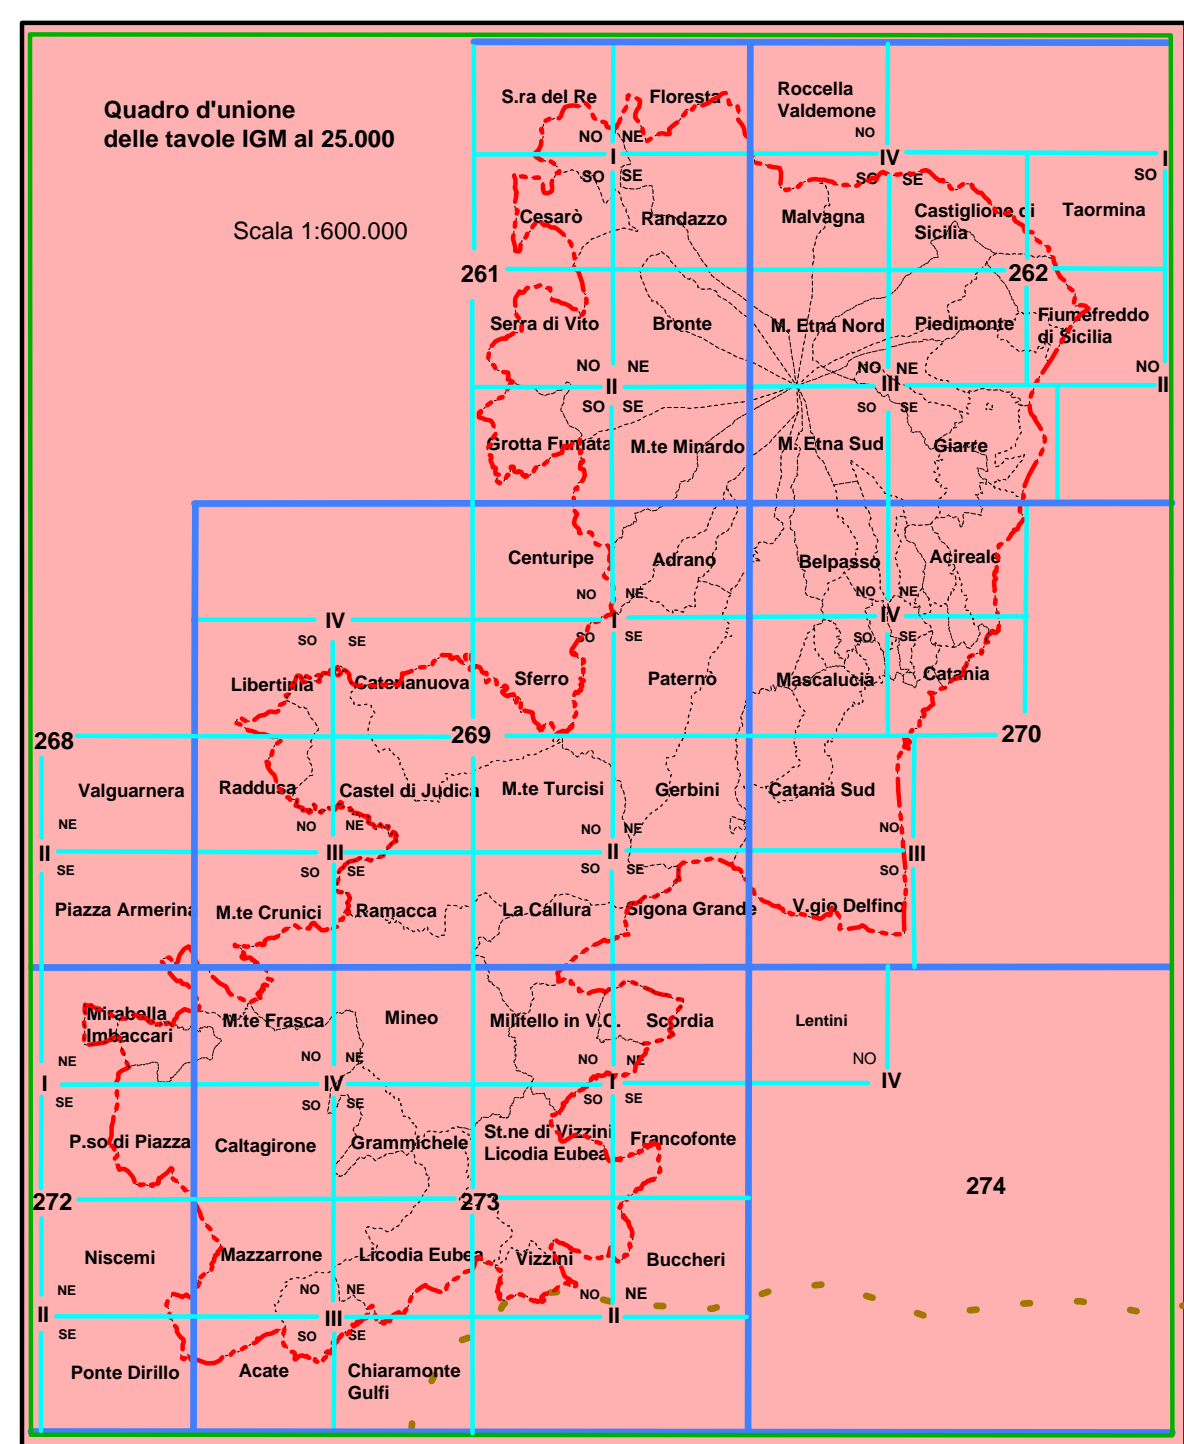 Quadro d'unione
delle tavole IGM al 25.000
Scala 1:600.000
S.ra del Re
Floresta
Roccella
Valdemone
NO
NE
NO
I
IV
I
SO
SE
SO
SE
SO
Cesarò
Randazzo
Malvagna
Castiglione di
Sicilia
Taormina
261
262
Serra di Vito
Bronte
M. Etna Nord
Piedimonte
Fiumefreddo
di Sicilia
NO
NE
NO
NE
NO
II
III
II
SO
SE
SO
SE
Grotta Fumata
M.te Minardo
M. Etna Sud
Giarre
Centuripe
Adrano
Belpasso
Acireale
NO
NE
NO
NE
IV
I
IV
SO
SE
SO
SE
SO
SE
Libertinia
Catenanuova
Sferro
Paternò
Mascalucia
Catania
268
269
270
Valguarnera
Raddusa
Castel di Judica
M.te Turcisi
Gerbini
Catania Sud
NE
NO
NE
NO
NE
NO
II
III
II
III
SE
SO
SE
SO
SE
SO
Piazza Armerina
M.te Crunici
Ramacca
La Callura
Sigona Grande
V.gio Delfino
Mirabella
Imbaccari
M.te Frasca
Mineo
Militello in V.C.
Scordia
Lentini
NE
NO
NE
NO
NE
NO
I
IV
I
IV
SE
SO
SE
SO
SE
P.so di Piazza
Caltagirone
Grammichele
St.ne di Vizzini
Licodia Eubea
Francofonte
272
273
274
Niscemi
Mazzarrone
Licodia Eubea
Vizzini
Buccheri
NE
NO
NE
NO
NE
II
III
II
SE
SO
SE
Ponte Dirillo
Acate
Chiaramonte
Gulfi